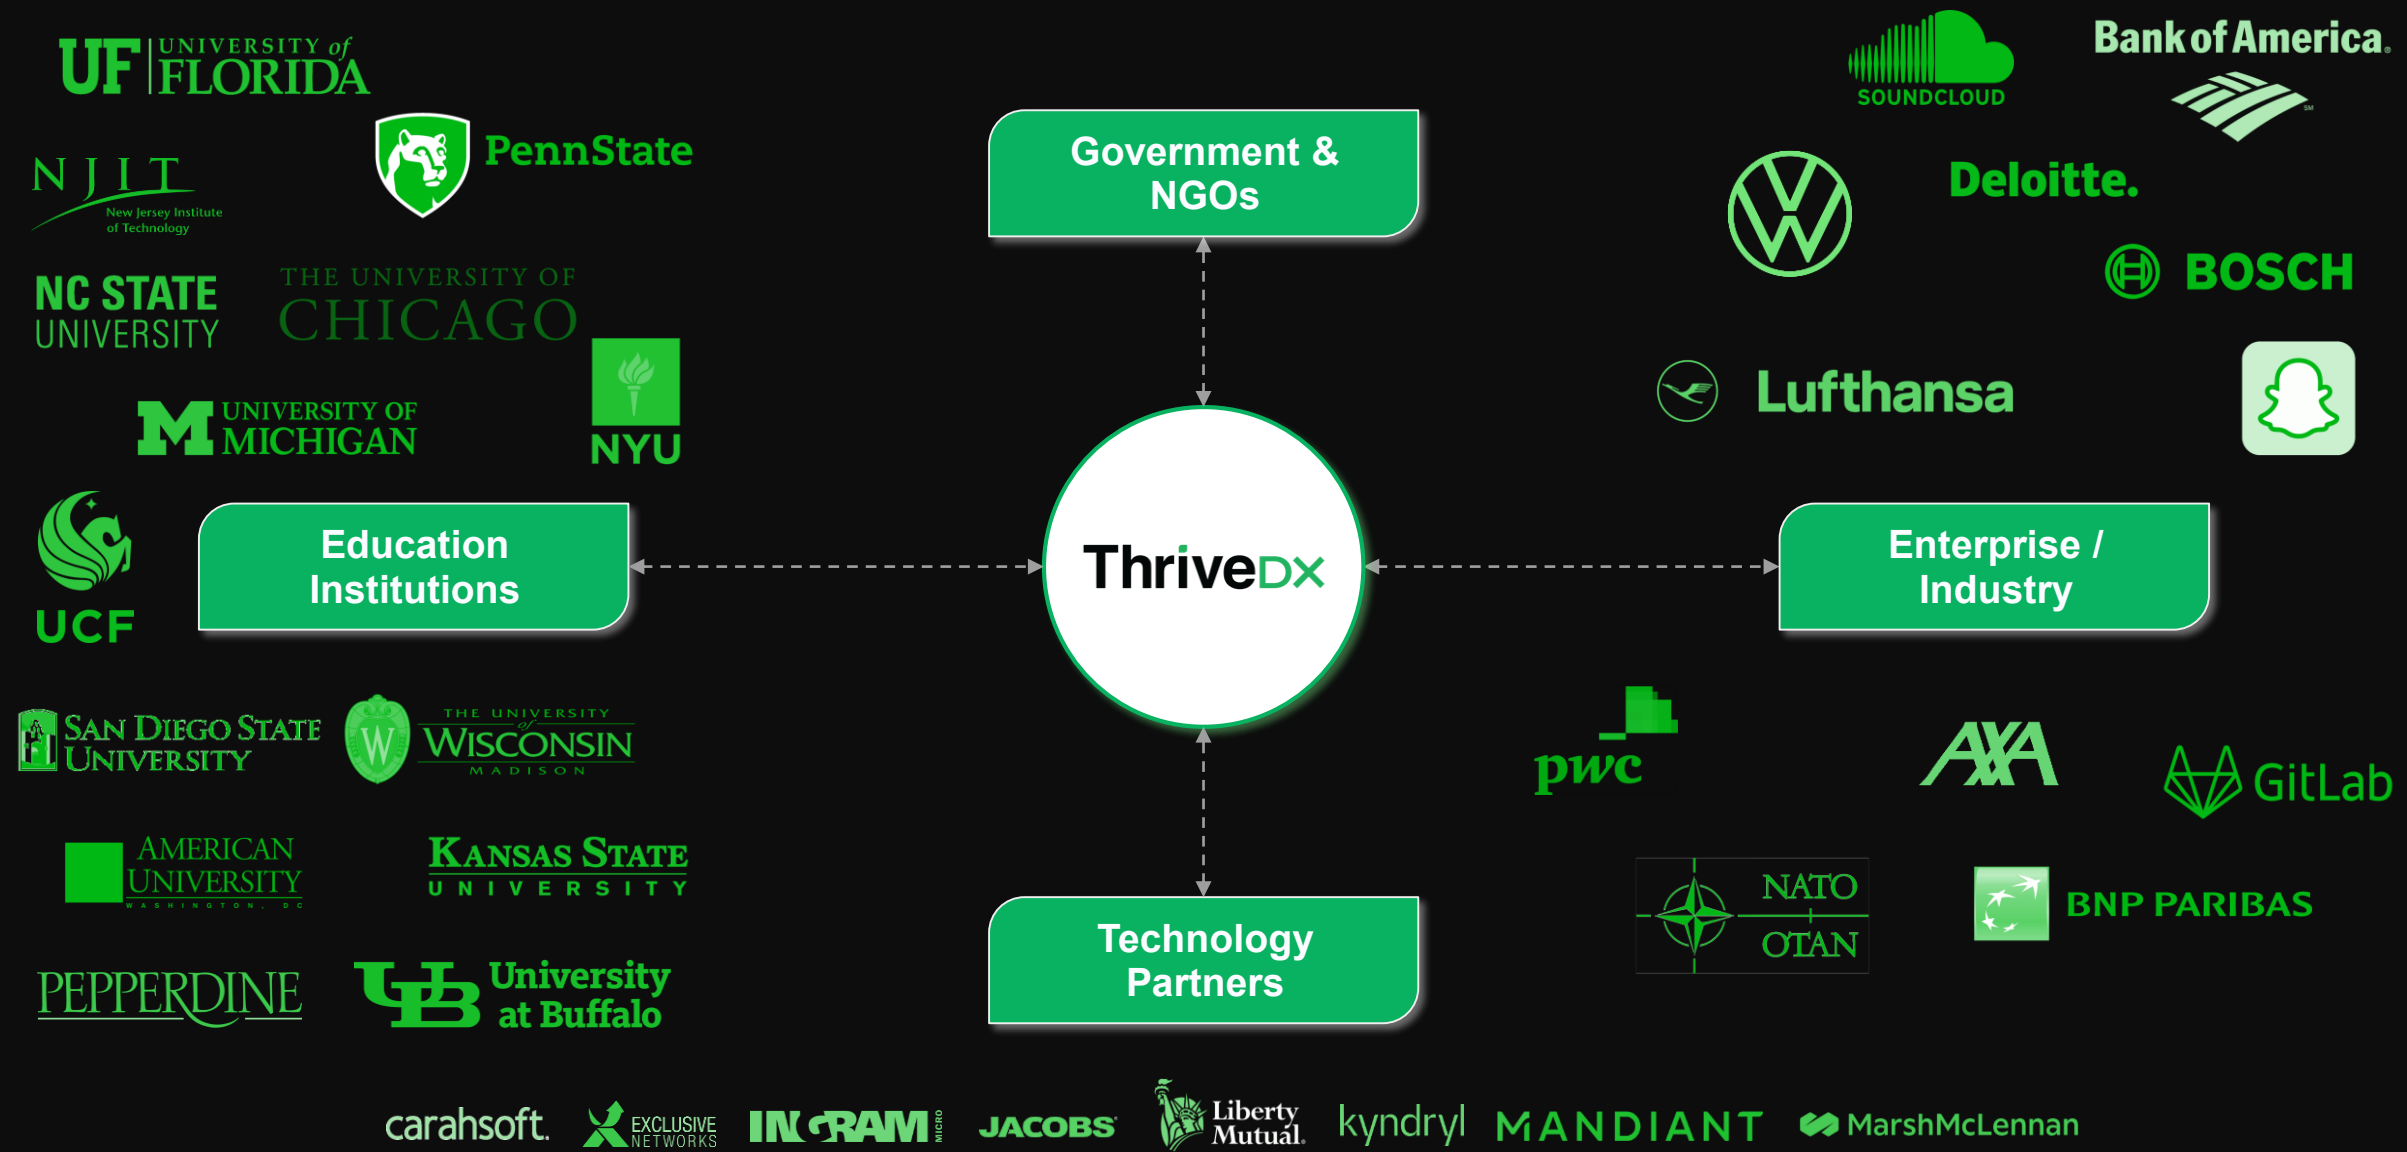 UF UNIVERSITY of
FLORIDA
PennState
NJIT
New Jersey Institute
of Technology
NC STATE
UNIVERSITY
THE UNIVERSITY OF
CHICAGO
M UNIVERSITY OF
MICHIGAN
NYU
UCF
Education
Institutions
SAN DIEGO STATE
UNIVERSITY
W
THE UNIVERSITY
of
WISCONSIN
MADISON
AMERICAN
UNIVERSITY
WASHINGTON, DC
KANSAS STATE
UNIVERSITY
PEPPERDINE
UB University
at Buffalo
Government &
NGOs
ThriveDX
Technology
Partners
SOUNDCLOUD
Bank of America®
SM
VW
Deloitte.
BOSCH
Lufthansa
Enterprise /
Industry
pwc
AXA
GitLab
NATO
OTAN
BNP PARIBAS
carahsoft.
EXCLUSIVE
NETWORKS
INGRAM MICRO
JACOBS
Liberty
Mutual®
kyndryl
MANDIANT
MarshMcLennan